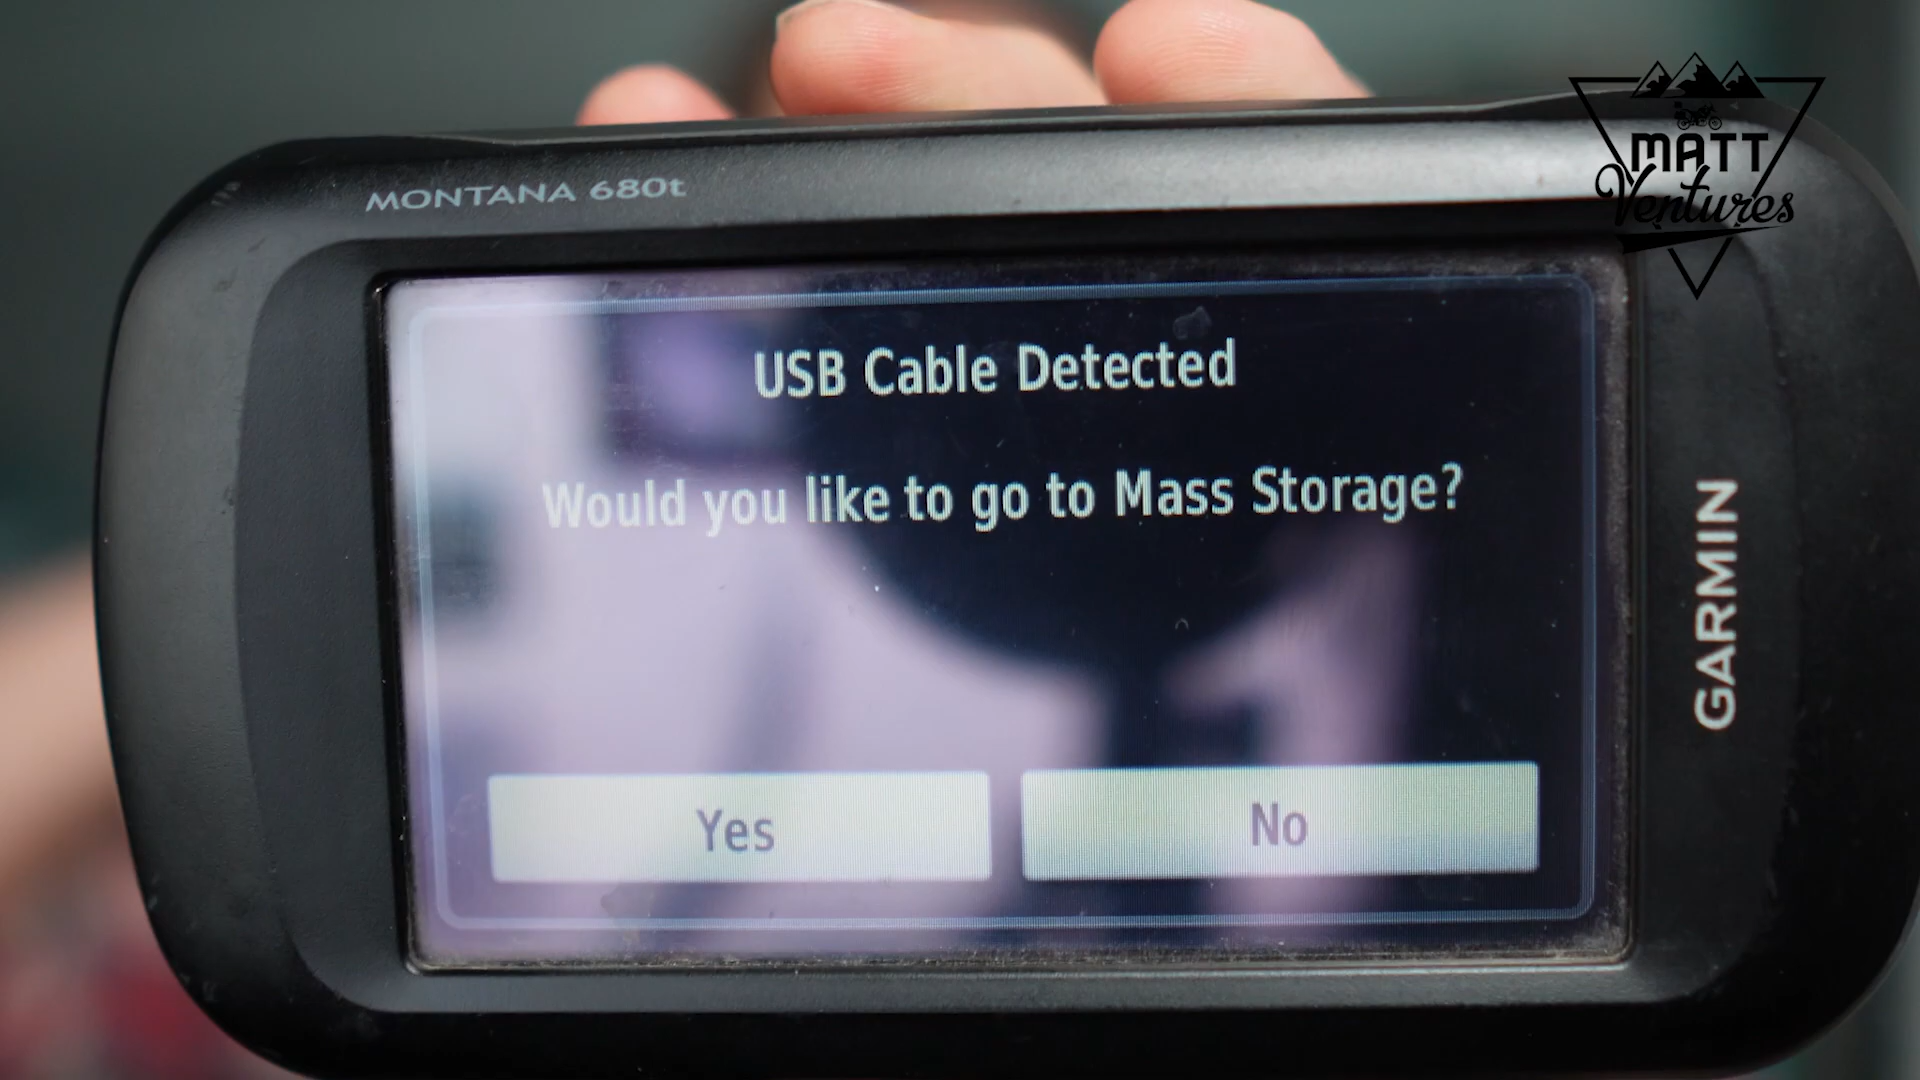 MATT
Ventures
MONTANA 680t
USB Cable Detected
Would you like to go to Mass Storage?
Yes
No
GARMIN